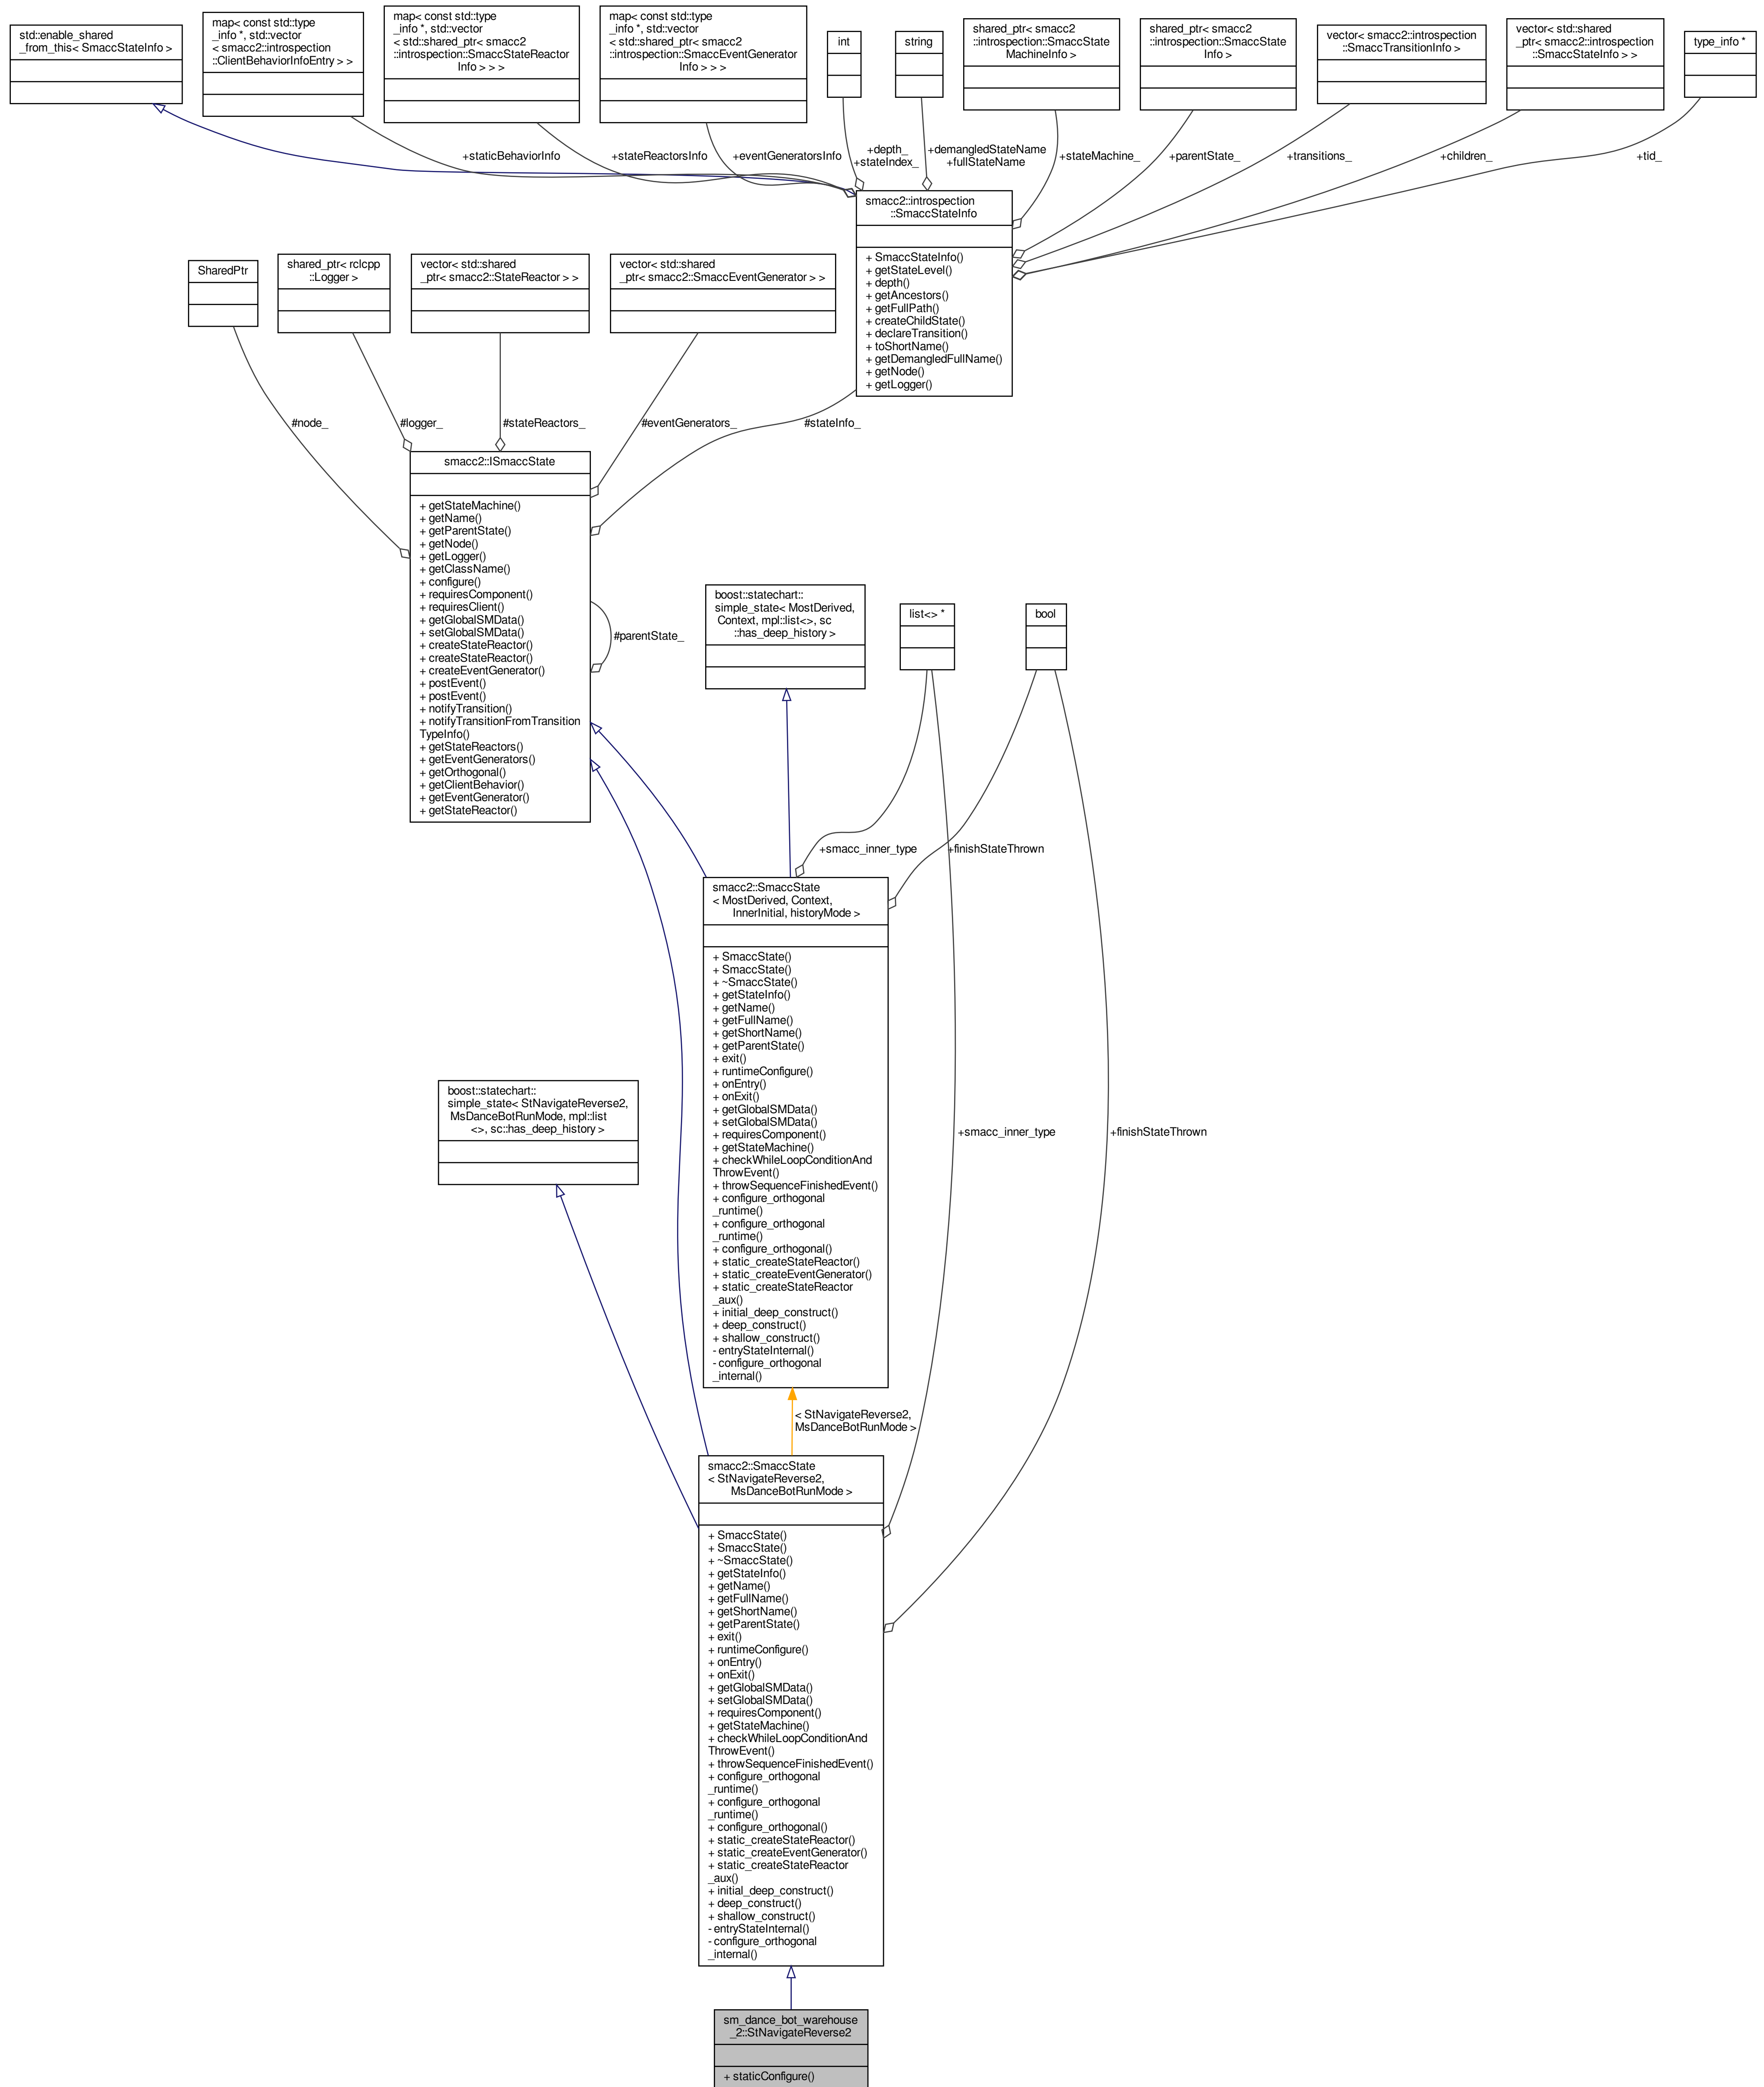 std::enable_shared
_from_this< SmaccStateInfo >
map< const std::type
_info *, std::vector
< smacc2::introspection
::ClientBehaviorInfoEntry > >
map< const std::type
_info *, std::vector
< std::shared_ptr< smacc2
::introspection::SmaccStateReactor
Info > > >
map< const std::type
_info *, std::vector
< std::shared_ptr< smacc2
::introspection::SmaccEventGenerator
Info > > >
int
string
shared_ptr< smacc2
::introspection::SmaccState
MachineInfo >
shared_ptr< smacc2
::introspection::SmaccState
Info >
vector< smacc2::introspection
::SmaccTransitionInfo >
vector< std::shared
_ptr< smacc2::introspection
::SmaccStateInfo > >
type_info *
+staticBehaviorInfo
+stateReactorsInfo
+eventGeneratorsInfo
+depth_
+stateIndex_
+demangledStateName
+fullStateName
+stateMachine_
+parentState_
+transitions_
+children_
+tid_
smacc2::introspection
::SmaccStateInfo
+ SmaccStateInfo()
+ getStateLevel()
+ depth()
+ getAncestors()
+ getFullPath()
+ createChildState()
+ declareTransition()
+ toShortName()
+ getDemangledFullName()
+ getNode()
+ getLogger()
SharedPtr
shared_ptr< rclcpp
::Logger >
vector< std::shared
_ptr< smacc2::StateReactor > >
vector< std::shared
_ptr< smacc2::SmaccEventGenerator > >
#node_
#logger_
#stateReactors_
#eventGenerators_
#stateInfo_
smacc2::ISmaccState
+ getStateMachine()
+ getName()
+ getParentState()
+ getNode()
+ getLogger()
+ getClassName()
+ configure()
+ requiresComponent()
+ requiresClient()
+ getGlobalSMData()
+ setGlobalSMData()
+ createStateReactor()
+ createStateReactor()
+ createEventGenerator()
+ postEvent()
+ postEvent()
+ notifyTransition()
+ notifyTransitionFromTransition
TypeInfo()
+ getStateReactors()
+ getEventGenerators()
+ getOrthogonal()
+ getClientBehavior()
+ getEventGenerator()
+ getStateReactor()
#parentState_
boost::statechart::
simple_state< MostDerived,
Context, mpl::list<>, sc
::has_deep_history >
list<> *
bool
+smacc_inner_type
+finishStateThrown
smacc2::SmaccState
< MostDerived, Context,
InnerInitial, historyMode >
+ SmaccState()
+ SmaccState()
+ ~SmaccState()
+ getStateInfo()
+ getName()
+ getFullName()
+ getShortName()
+ getParentState()
+ exit()
+ runtimeConfigure()
+ onEntry()
+ onExit()
+ getGlobalSMData()
+ setGlobalSMData()
+ requiresComponent()
+ getStateMachine()
+ checkWhileLoopConditionAnd
ThrowEvent()
+ throwSequenceFinishedEvent()
+ configure_orthogonal
_runtime()
+ configure_orthogonal
_runtime()
+ configure_orthogonal()
+ static_createStateReactor()
+ static_createEventGenerator()
+ static_createStateReactor
_aux()
+ initial_deep_construct()
+ deep_construct()
+ shallow_construct()
- entryStateInternal()
- configure_orthogonal
_internal()
boost::statechart::
simple_state< StNavigateReverse2,
MsDanceBotRunMode, mpl::list
<>, sc::has_deep_history >
+smacc_inner_type
+finishStateThrown
< StNavigateReverse2,
MsDanceBotRunMode >
smacc2::SmaccState
< StNavigateReverse2,
MsDanceBotRunMode >
+ SmaccState()
+ SmaccState()
+ ~SmaccState()
+ getStateInfo()
+ getName()
+ getFullName()
+ getShortName()
+ getParentState()
+ exit()
+ runtimeConfigure()
+ onEntry()
+ onExit()
+ getGlobalSMData()
+ setGlobalSMData()
+ requiresComponent()
+ getStateMachine()
+ checkWhileLoopConditionAnd
ThrowEvent()
+ throwSequenceFinishedEvent()
+ configure_orthogonal
_runtime()
+ configure_orthogonal
_runtime()
+ configure_orthogonal()
+ static_createStateReactor()
+ static_createEventGenerator()
+ static_createStateReactor
_aux()
+ initial_deep_construct()
+ deep_construct()
+ shallow_construct()
- entryStateInternal()
- configure_orthogonal
_internal()
sm_dance_bot_warehouse
_2::StNavigateReverse2
+ staticConfigure()